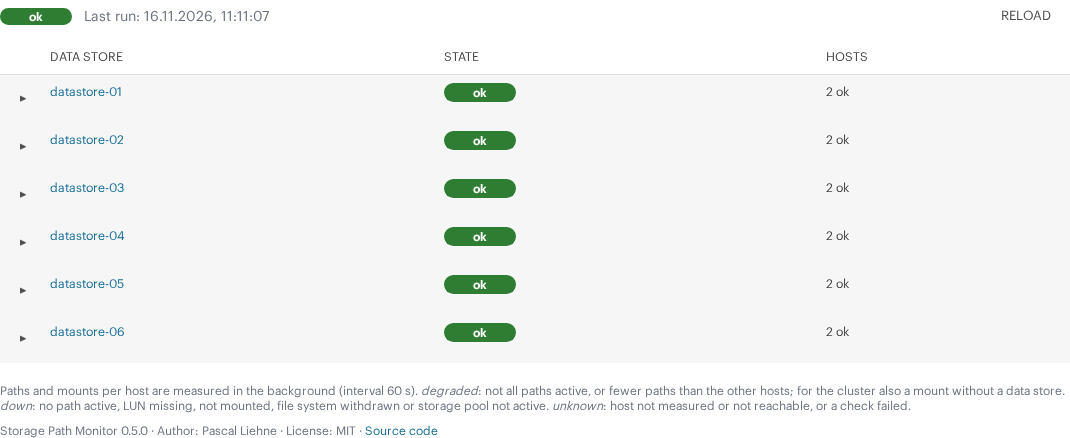 ok Last run: 16.11.2026, 11:11:07 RELOAD
DATA STORE STATE HOSTS
datastore-01 ok 2 ok
datastore-02 ok 2 ok
datastore-03 ok 2 ok
datastore-04 ok 2 ok
datastore-05 ok 2 ok
datastore-06 ok 2 ok
Paths and mounts per host are measured in the background (interval 60 s). degraded: not all paths active, or fewer paths than the other hosts; for the cluster also a mount without a data store.
down: no path active, LUN missing, not mounted, file system withdrawn or storage pool not active. unknown: host not measured or not reachable, or a check failed.
Storage Path Monitor 0.5.0 · Author: Pascal Liehne · License: MIT · Source code